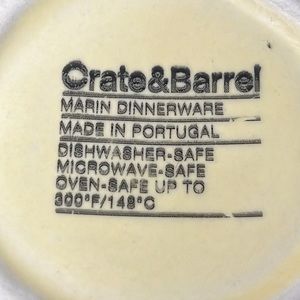 Crate&Barrel
MARIN DINNERWARE
MADE IN PORTUGAL
DISHWASHER-SAFE
MICROWAVE-SAFE
OVEN-SAFE UP TO
300°F/148°C